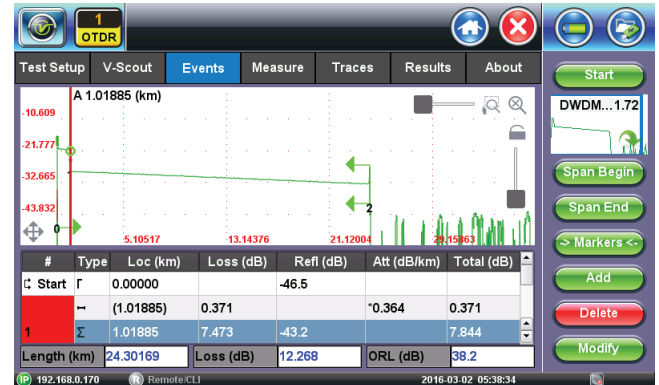 1
OTDR
Test Setup V-Scout Events Measure Traces Results About
Start
A 1.01885 (km)
DWDM...1.72
-10.609
-21.777
-32.665
-43.832
0
1
2
5.10517 13.14376 21.12004 29.15863
Span Begin
Span End
-> Markers <-
Add
Delete
Modify
# Type Loc (km) Loss (dB) Refl (dB) Att (dB/km) Total (dB)
Start Γ 0.00000 -46.5
(1.01885) 0.371 *0.364 0.371
1 Σ 1.01885 7.473 -43.2 7.844
Length (km) 24.30169 Loss (dB) 12.268 ORL (dB) 38.2
IP 192.168.0.170 R Remote/CLI 2016-03-02 05:38:34